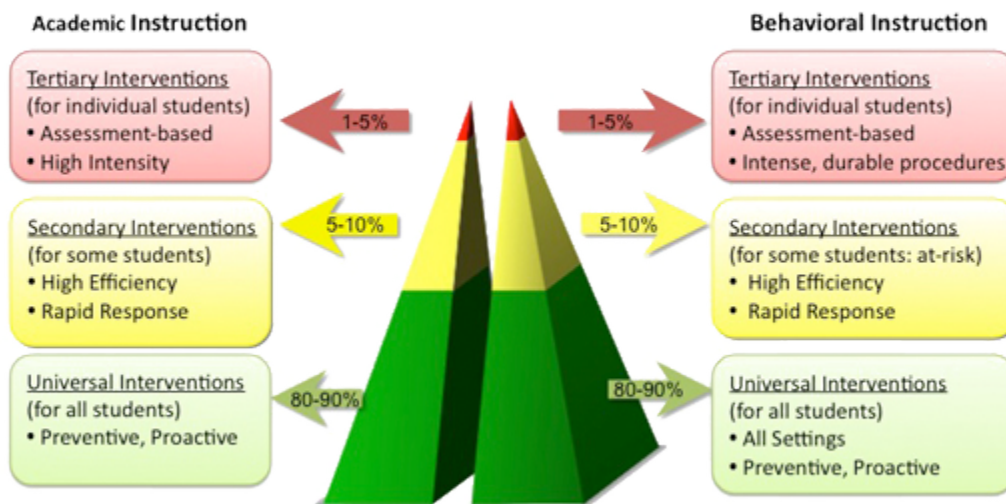 Academic Instruction
Tertiary Interventions
(for individual students)
• Assessment-based
• High Intensity
Secondary Interventions
(for some students)
• High Efficiency
• Rapid Response
Universal Interventions
(for all students)
• Preventive, Proactive
1-5%
5-10%
80-90%
1-5%
5-10%
80-90%
Behavioral Instruction
Tertiary Interventions
(for individual students)
• Assessment-based
• Intense, durable procedures
Secondary Interventions
(for some students: at-risk)
• High Efficiency
• Rapid Response
Universal Interventions
(for all students)
• All Settings
• Preventive, Proactive